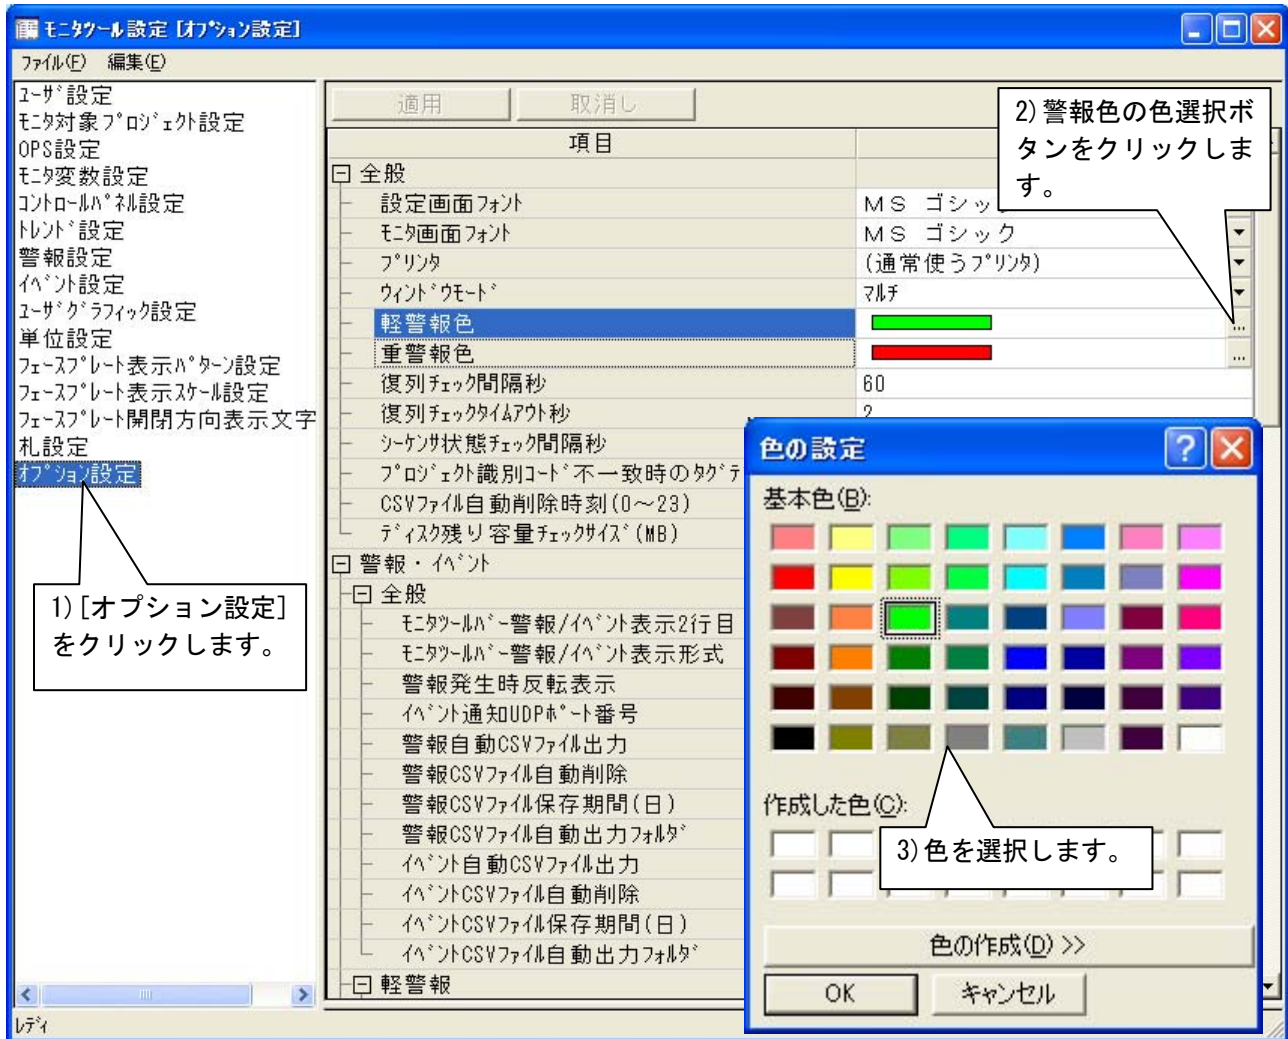 モニタツール設定 [オプション設定]
ファイル(F) 編集(E)
ユーザ設定
モニタ対象プロジェクト設定
OPS設定
モニタ変数設定
コントロールパネル設定
トレンド設定
警報設定
イベント設定
ユーザグラフィック設定
単位設定
フェースプレート表示パターン設定
フェースプレート表示スケール設定
フェースプレート開閉方向表示文字
札設定
オプション設定
1)[オプション設定]
をクリックします。
適用 取消し
項目
全般
設定画面フォント MS ゴシック
モニタ画面フォント MS ゴシック
プリンタ (通常使うプリンタ)
ウィンドウモード マルチ
軽警報色 ...
重警報色 ...
復列チェック間隔秒 60
復列チェックタイムアウト秒 2
シーケンサ状態チェック間隔秒
プロジェクト識別コード不一致時のタグデ
CSVファイル自動削除時刻(0～23)
ディスク残り容量チェックサイズ(MB)
警報・イベント
全般
モニタツールバー警報/イベント表示2行目
モニタツールバー警報/イベント表示形式
警報発生時反転表示
イベント通知UDPポート番号
警報自動CSVファイル出力
警報CSVファイル自動削除
警報CSVファイル保存期間(日)
警報CSVファイル自動出力フォルダ
イベント自動CSVファイル出力
イベントCSVファイル自動削除
イベントCSVファイル保存期間(日)
イベントCSVファイル自動出力フォルダ
軽警報
2)警報色の色選択ボ
タンをクリックしま
す。
色の設定
基本色(B):
作成した色(C):
3)色を選択します。
色の作成(D) >>
OK キャンセル
レディ